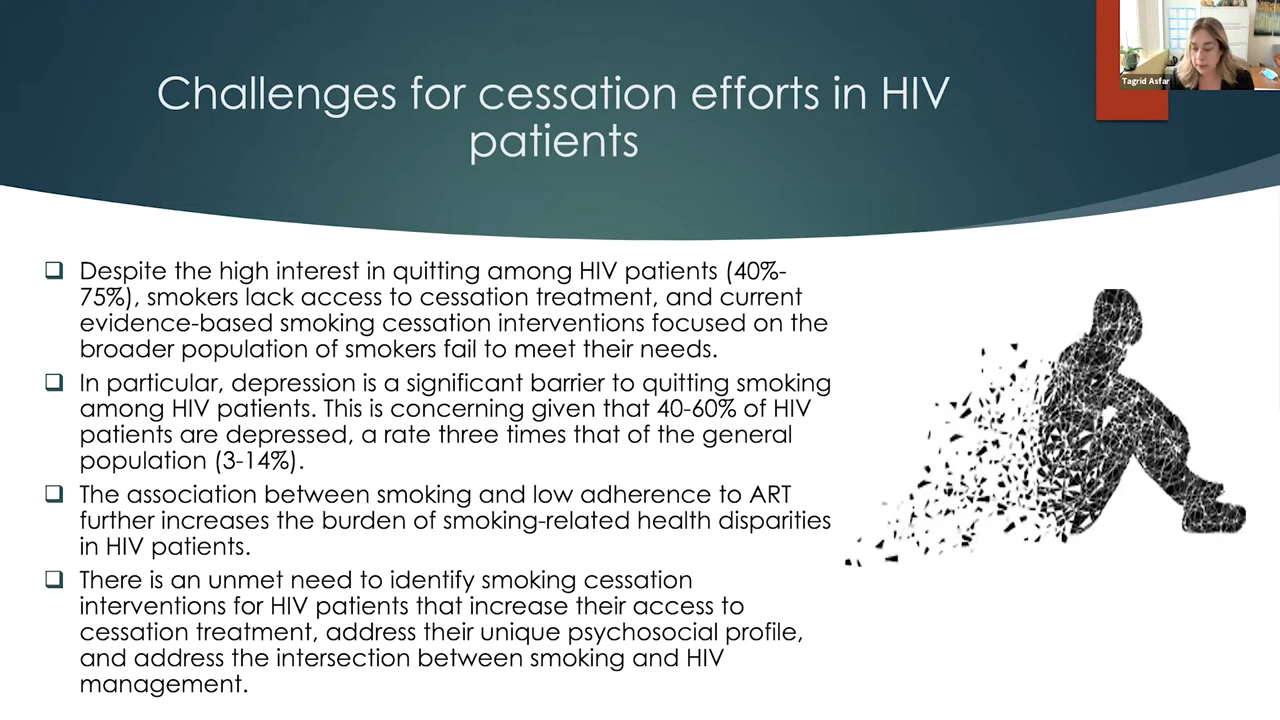 Challenges for cessation efforts in HIV
patients
Tagrid Asfar
❑ Despite the high interest in quitting among HIV patients (40%-
75%), smokers lack access to cessation treatment, and current
evidence-based smoking cessation interventions focused on the
broader population of smokers fail to meet their needs.
❑ In particular, depression is a significant barrier to quitting smoking
among HIV patients. This is concerning given that 40-60% of HIV
patients are depressed, a rate three times that of the general
population (3-14%).
❑ The association between smoking and low adherence to ART
further increases the burden of smoking-related health disparities
in HIV patients.
❑ There is an unmet need to identify smoking cessation
interventions for HIV patients that increase their access to
cessation treatment, address their unique psychosocial profile,
and address the intersection between smoking and HIV
management.